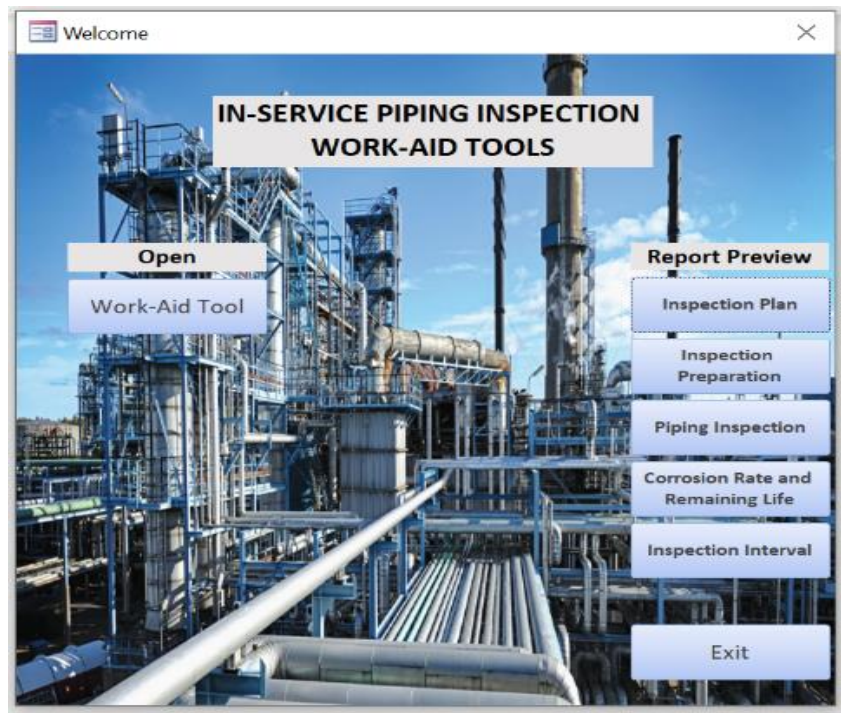 Welcome
IN-SERVICE PIPING INSPECTION
WORK-AID TOOLS
Open
Work-Aid Tool
Report Preview
Inspection Plan
Inspection
Preparation
Piping Inspection
Corrosion Rate and
Remaining Life
Inspection Interval
Exit